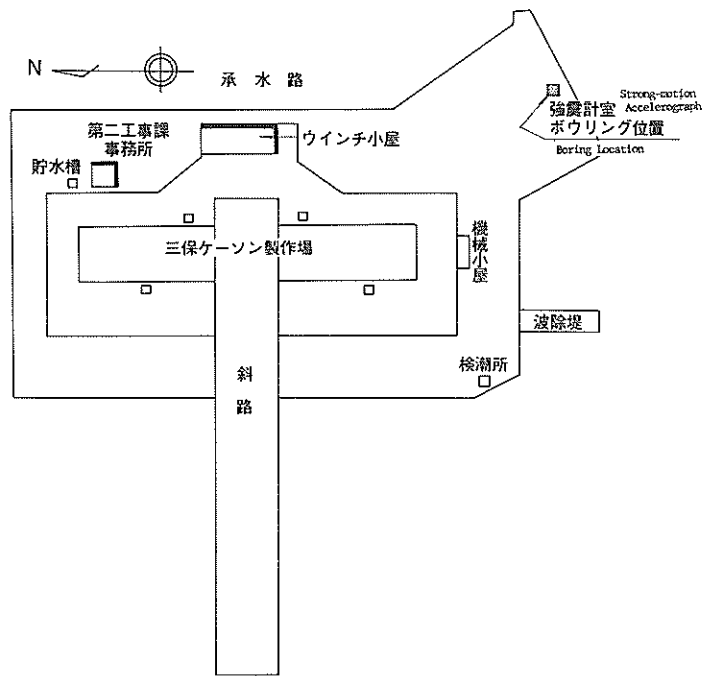 N
承水路
Strong-motion
強震計室 Accelerograph
ボウリング位置
Boring Location
第二工事課
事務所
ウインチ小屋
貯水槽
三保ケーソン製作場
機械小屋
波除堤
検潮所
斜路